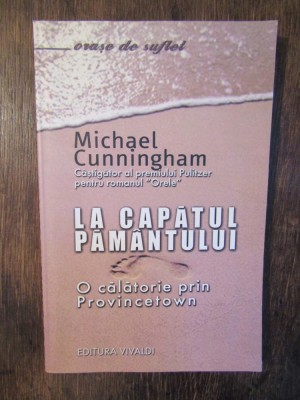 orașe de suflet
Michael
Cunningham
Câștigător al premiului Pulitzer
pentru romanul "Orele"
LA CAPĂTUL
PĂMÂNTULUI
O călătorie prin
Provincetown
EDITURA VIVALDI